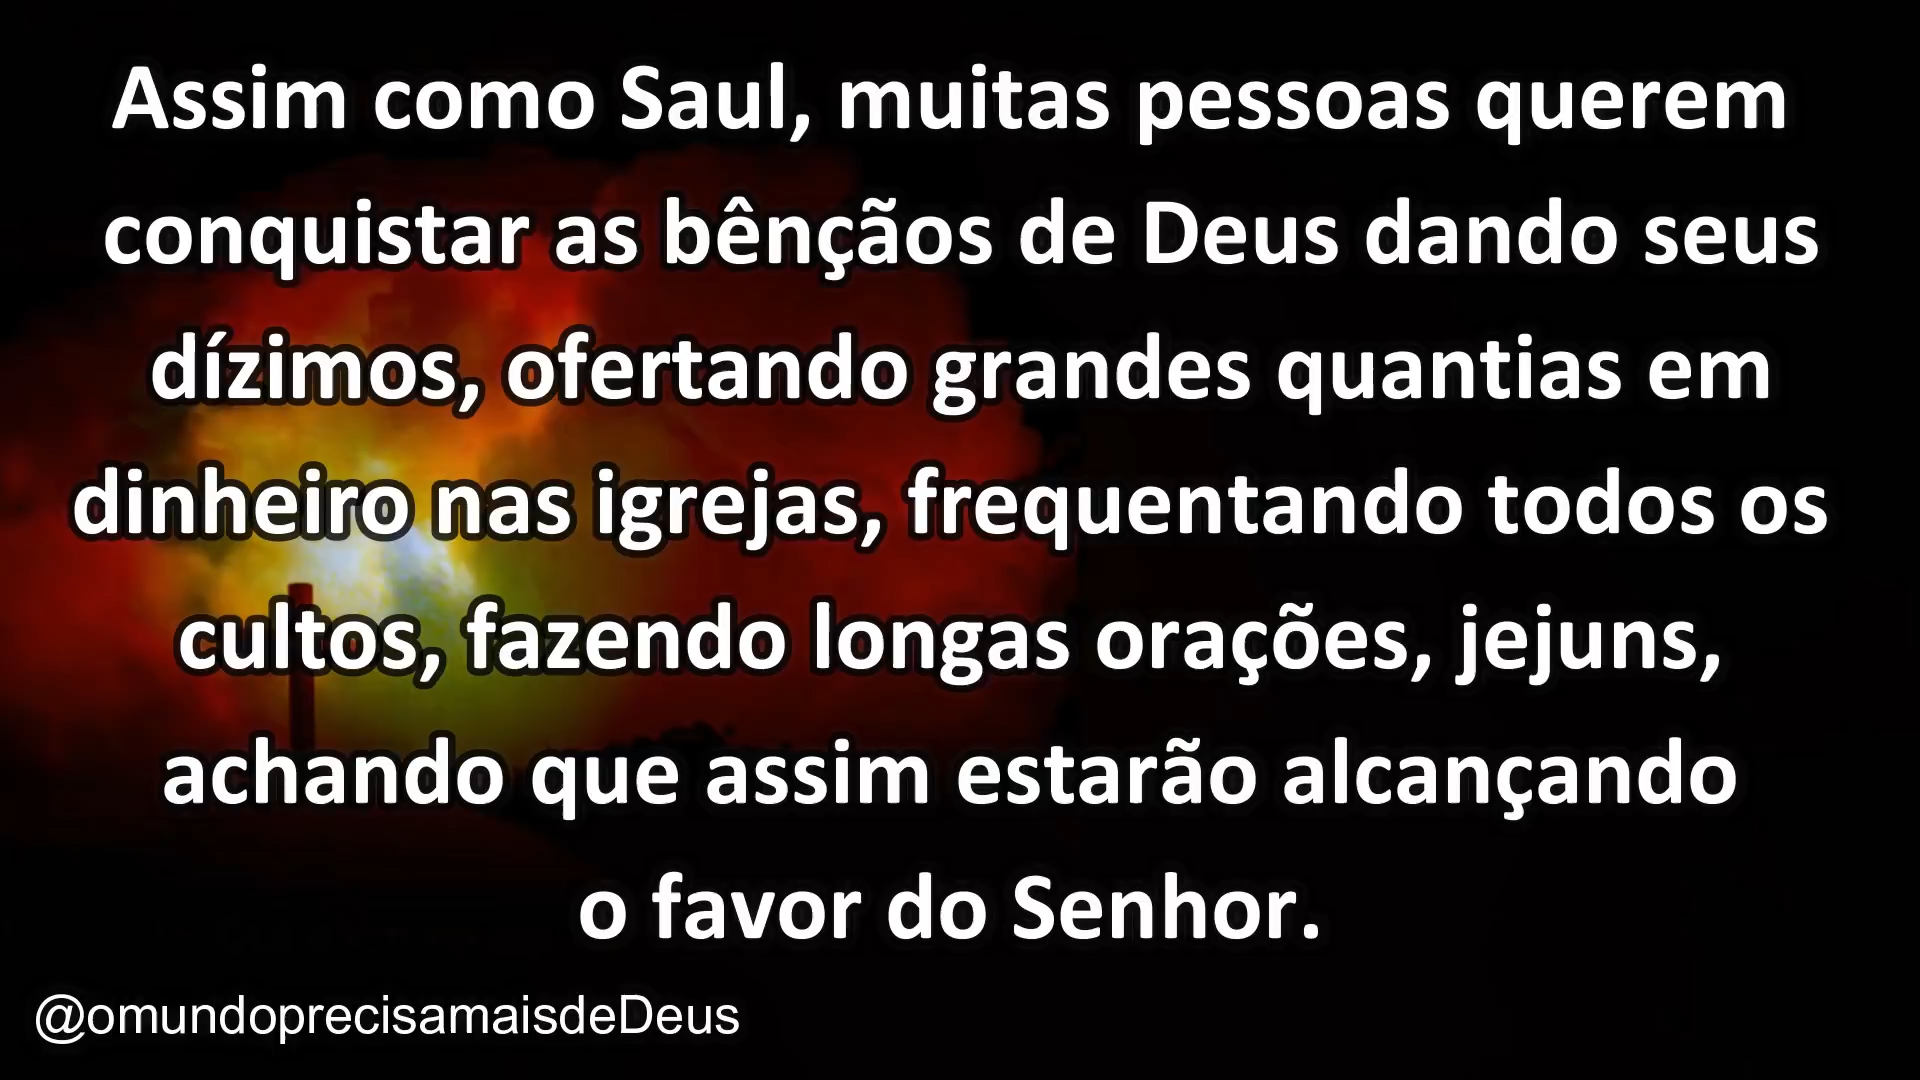 Assim como Saul, muitas pessoas querem
conquistar as bênçãos de Deus dando seus
dízimos, ofertando grandes quantias em
dinheiro nas igrejas, frequentando todos os
cultos, fazendo longas orações, jejuns,
achando que assim estarão alcançando
o favor do Senhor.
@omundoprecisamaisdeDeus